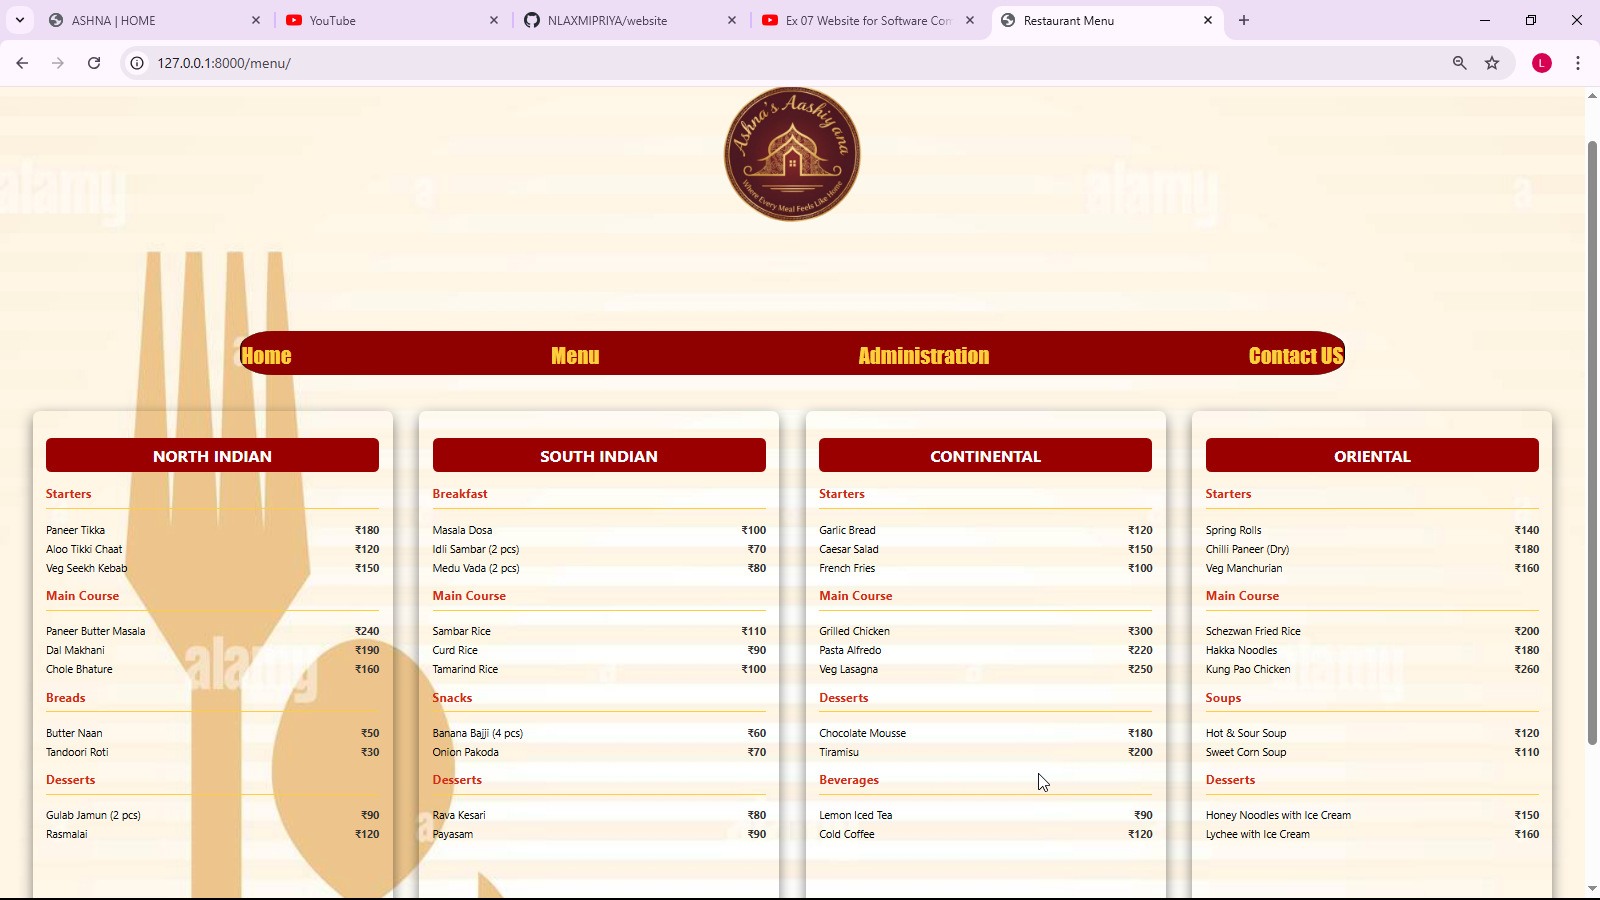 ASHNA | HOME
YouTube
NLAXMIPRIYA/website
Ex 07 Website for Software Con
Restaurant Menu
127.0.0.1:8000/menu/
L
Ashna's Aashiyana
Where Every Meal Feels Like Home
alamy
a
alamy
a
Home
Menu
Administration
Contact US
NORTH INDIAN
Starters
Paneer Tikka ₹180
Aloo Tikki Chaat ₹120
Veg Seekh Kebab ₹150
Main Course
Paneer Butter Masala ₹240
Dal Makhani ₹190
Chole Bhature ₹160
Breads
Butter Naan ₹50
Tandoori Roti ₹30
Desserts
Gulab Jamun (2 pcs) ₹90
Rasmalai ₹120
SOUTH INDIAN
Breakfast
Masala Dosa ₹100
Idli Sambar (2 pcs) ₹70
Medu Vada (2 pcs) ₹80
Main Course
Sambar Rice ₹110
Curd Rice ₹90
Tamarind Rice ₹100
Snacks
Banana Bajji (4 pcs) ₹60
Onion Pakoda ₹70
Desserts
Rava Kesari ₹80
Payasam ₹90
CONTINENTAL
Starters
Garlic Bread ₹120
Caesar Salad ₹150
French Fries ₹100
Main Course
Grilled Chicken ₹300
Pasta Alfredo ₹220
Veg Lasagna ₹250
Desserts
Chocolate Mousse ₹180
Tiramisu ₹200
Beverages
Lemon Iced Tea ₹90
Cold Coffee ₹120
ORIENTAL
Starters
Spring Rolls ₹140
Chilli Paneer (Dry) ₹180
Veg Manchurian ₹160
Main Course
Schezwan Fried Rice ₹200
Hakka Noodles ₹180
Kung Pao Chicken ₹260
Soups
Hot & Sour Soup ₹120
Sweet Corn Soup ₹110
Desserts
Honey Noodles with Ice Cream ₹150
Lychee with Ice Cream ₹160
alamy
a
a
alamy
a